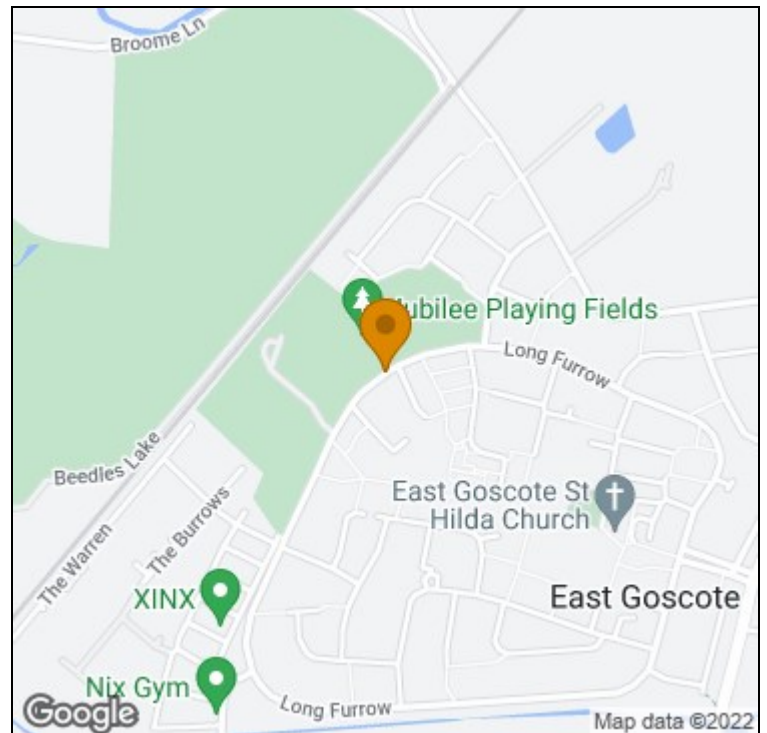 Broome Ln
Jubilee Playing Fields
Long Furrow
Beedles Lake
The Burrows
The Warren
East Goscote St
Hilda Church
XINX
East Goscote
Nix Gym
Long Furrow
Google
Map data ©2022